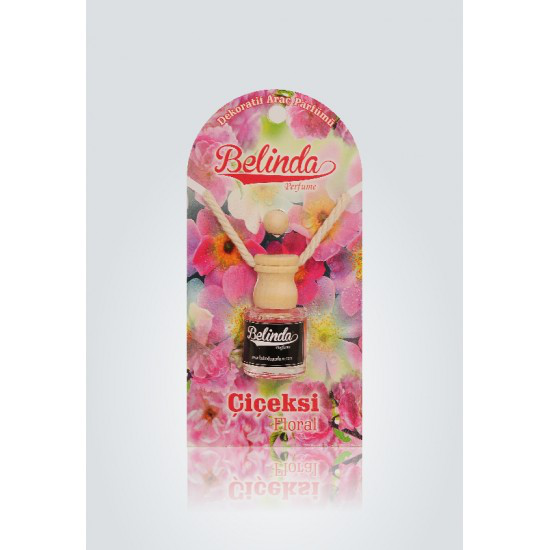 Dekoratif Araç Parfümü
Belinda
Perfume
Belinda
Perfume
Çiçeksi
Floral